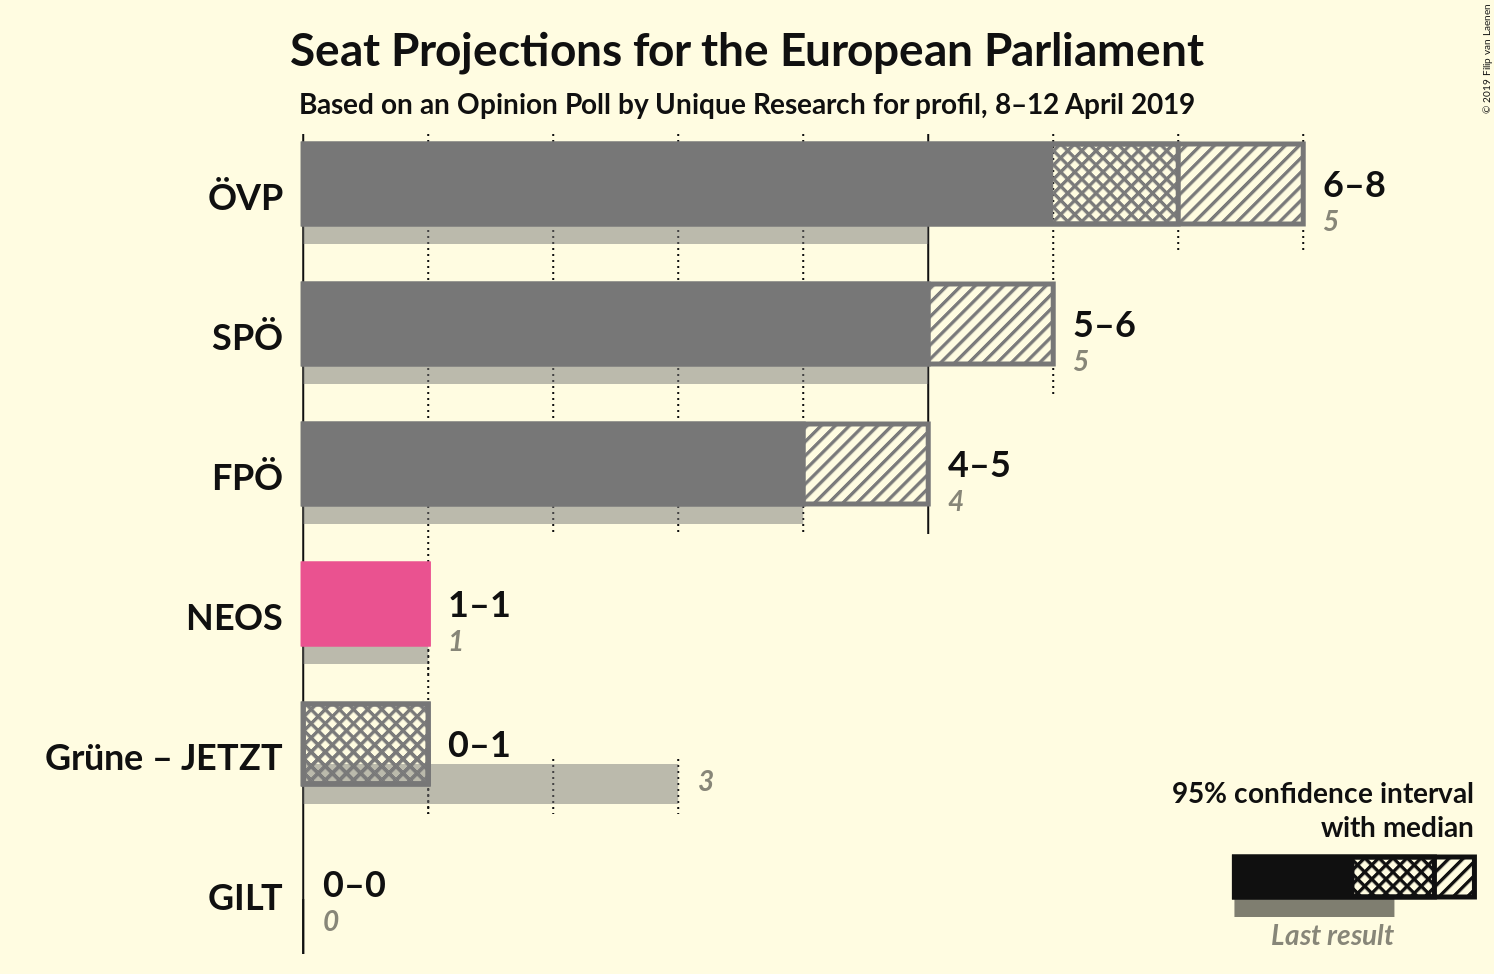 Seat Projections for the European Parliament
Based on an Opinion Poll by Unique Research for profil, 8–12 April 2019
© 2019 Filip van Laenen
ÖVP
6–8
5
SPÖ
5–6
5
FPÖ
4–5
4
NEOS
1–1
1
Grüne – JETZT
0–1
3
GILT
0–0
0
95% confidence interval
with median
Last result